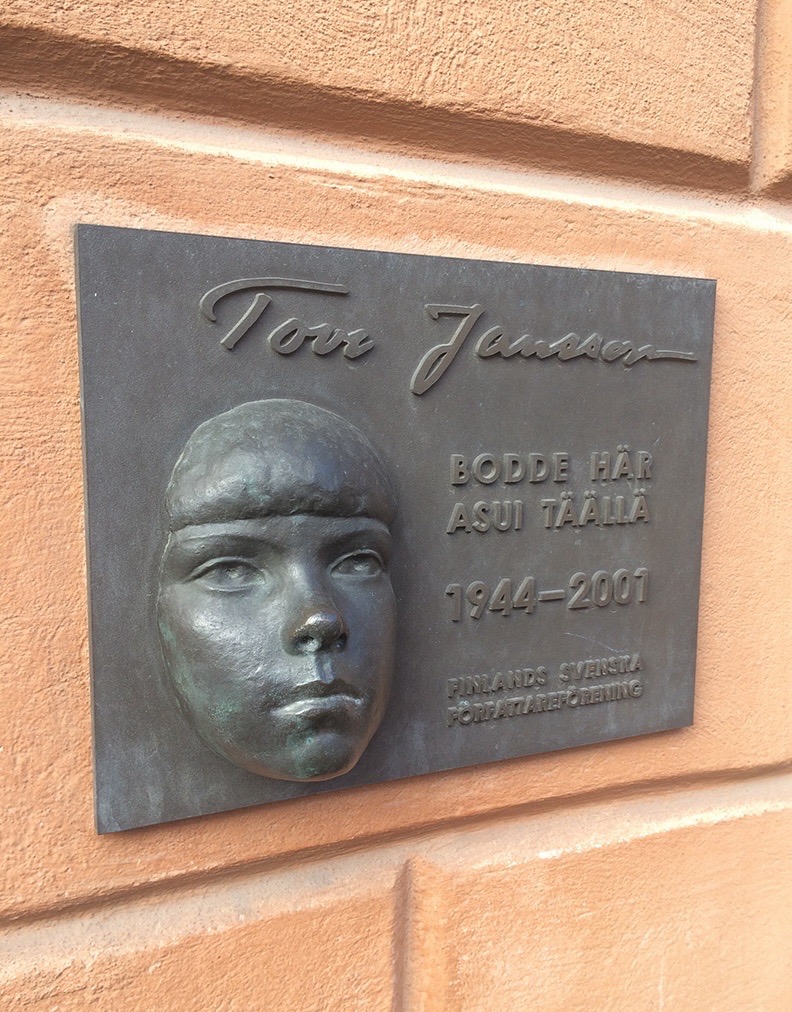 Tove Jansson
BODDE HÄR
ASUI TÄÄLLÄ
1944–2001
FINLANDS SVENSKA
FÖRFATTAREFÖRENING